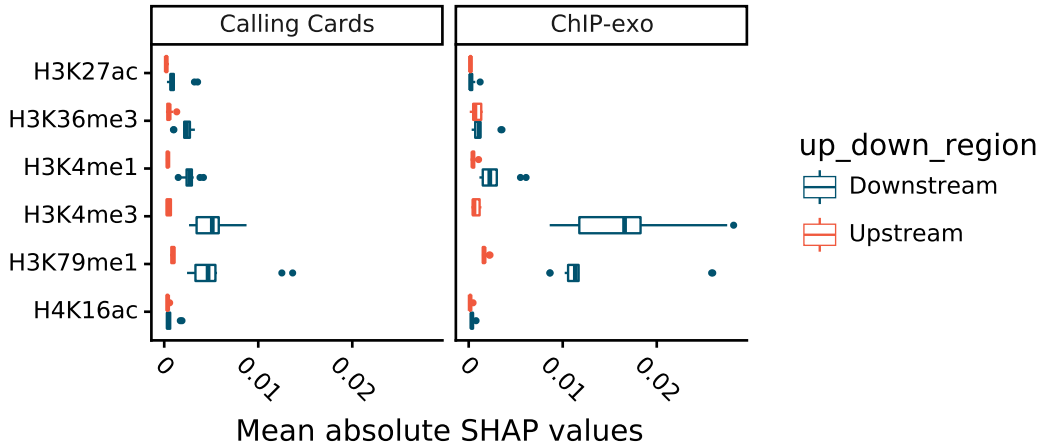 Calling Cards
ChIP-exo
H3K27ac
H3K36me3
H3K4me1
H3K4me3
H3K79me1
H4K16ac
0
0.01
0.02
0
0.01
0.02
Mean absolute SHAP values
up_down_region
Downstream
Upstream